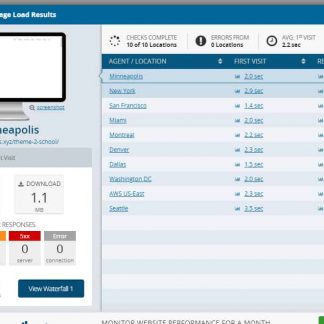 age Load Results
CHECKS COMPLETE
10 of 10 Locations
ERRORS FROM
0 Locations
AVG. 1ST VISIT
2.2 sec
AGENT / LOCATION
FIRST VISIT
RE
Minneapolis 2.0 sec
New York 2.9 sec
San Francisco 1.4 sec
Miami 2.0 sec
Montreal 2.2 sec
Denver 2.3 sec
Dallas 1.5 sec
Washington DC 2.0 sec
AWS US-East 2.3 sec
Seattle 3.5 sec
screenshot
neapolis
s.xyz/theme-2-school/
t Visit
DOWNLOAD
1.1
MB
RESPONSES
5xx
Error
0
0
server
connection
View Waterfall 1
MONITOR WEBSITE PERFORMANCE FOR A MONTH